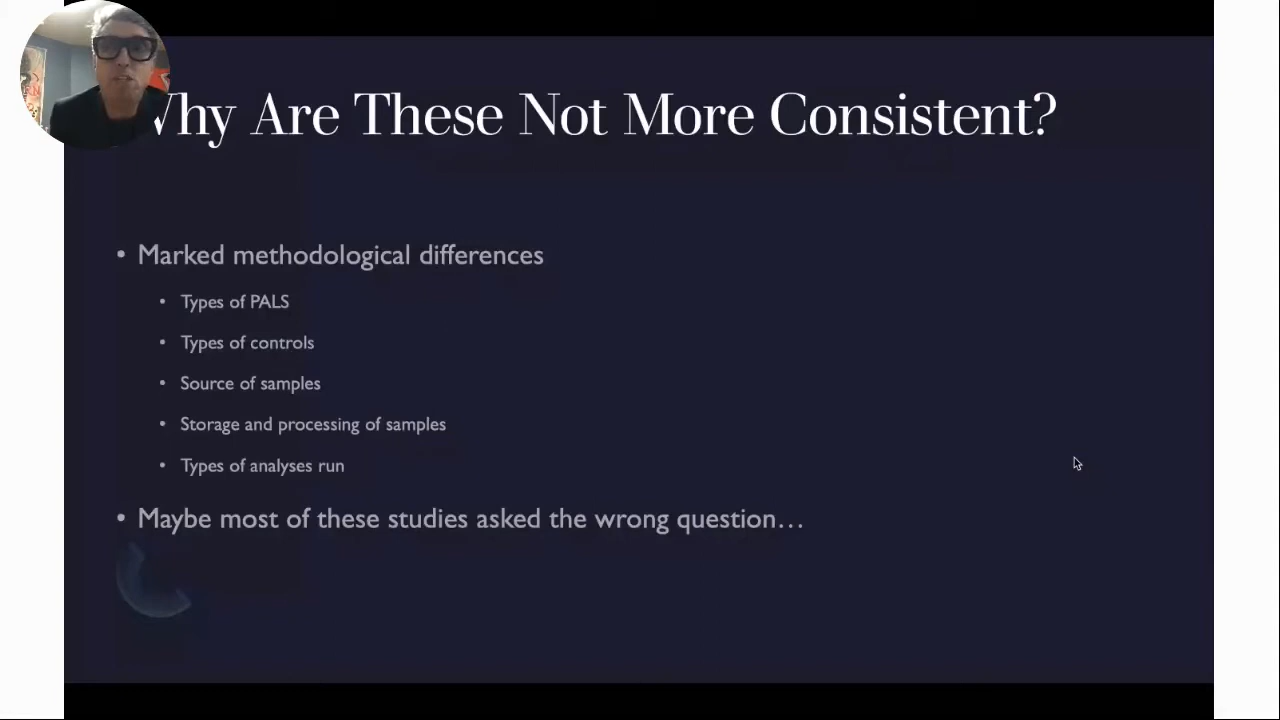 Why Are These Not More Consistent?
• Marked methodological differences
• Types of PALS
• Types of controls
• Source of samples
• Storage and processing of samples
• Types of analyses run
• Maybe most of these studies asked the wrong question…